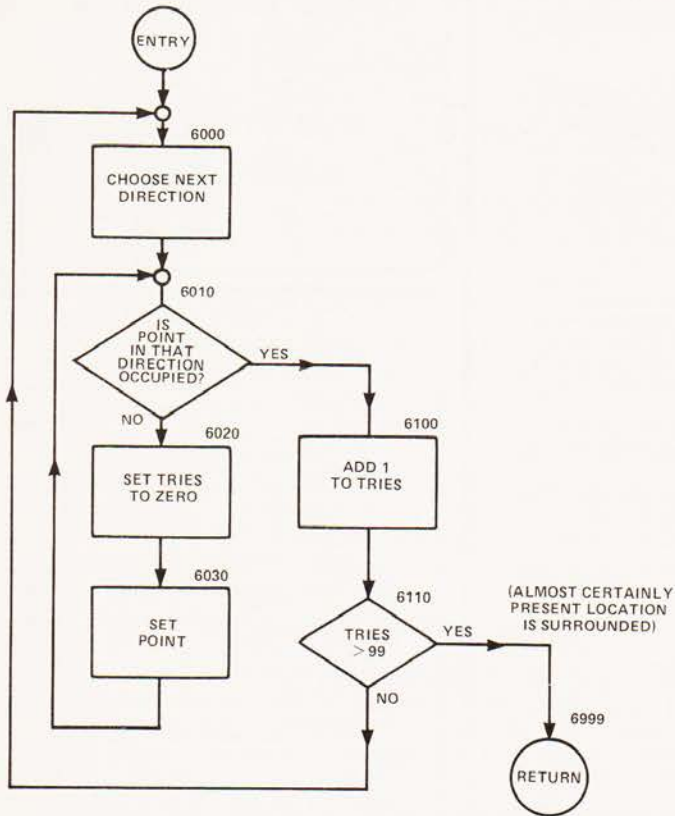 ENTRY
6000
CHOOSE NEXT
DIRECTION
6010
IS
POINT
IN THAT
DIRECTION
OCCUPIED?
YES
NO
6020
SET TRIES
TO ZERO
6030
SET
POINT
6100
ADD 1
TO TRIES
6110
TRIES
>99
YES
NO
(ALMOST CERTAINLY
PRESENT LOCATION
IS SURROUNDED)
6999
RETURN